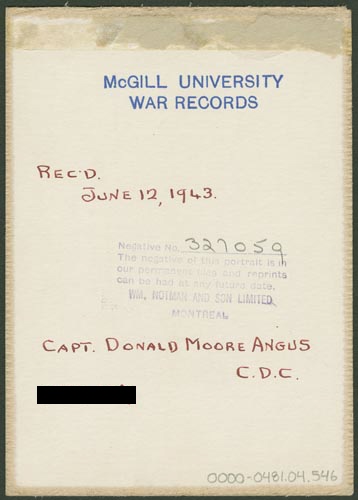 McGILL UNIVERSITY
WAR RECORDS
REC'D.
JUNE 12, 1943.
Negative No. 327059
The negative of this portrait is in
our permanent files and reprints
can be had at any future date.
WM. NOTMAN AND SON LIMITED
MONTREAL
CAPT. DONALD MOORE ANGUS
C.D.C.
0000-0481.04.546